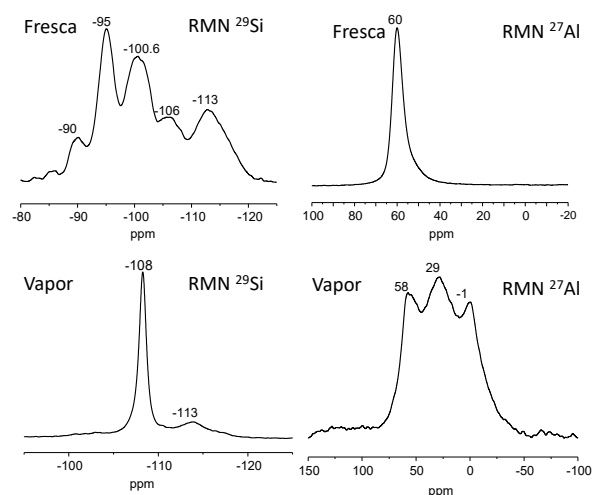 Fresca
RMN ²⁹Si
-95
-100.6
-90
-106
-113
-80 -90 -100 -110 -120
ppm
Fresca
RMN ²⁷Al
60
100 80 60 40 20 0 -20
ppm
Vapor
RMN ²⁹Si
-108
-113
-100 -110 -120
ppm
Vapor
RMN ²⁷Al
58
29
-1
150 100 50 0 -50 -100
ppm